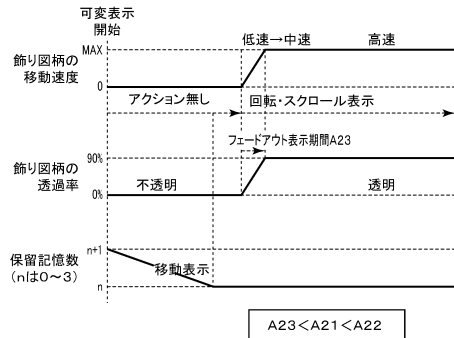 可変表示
開始
低速→中速
高速
MAX
飾り図柄の
移動速度
0
アクション無し
回転・スクロール表示
フェードアウト表示期間A23
90%
飾り図柄の
透過率
不透明
透明
0%
n+1
保留記憶数
(nは0～3)
移動表示
n
A23<A21<A22